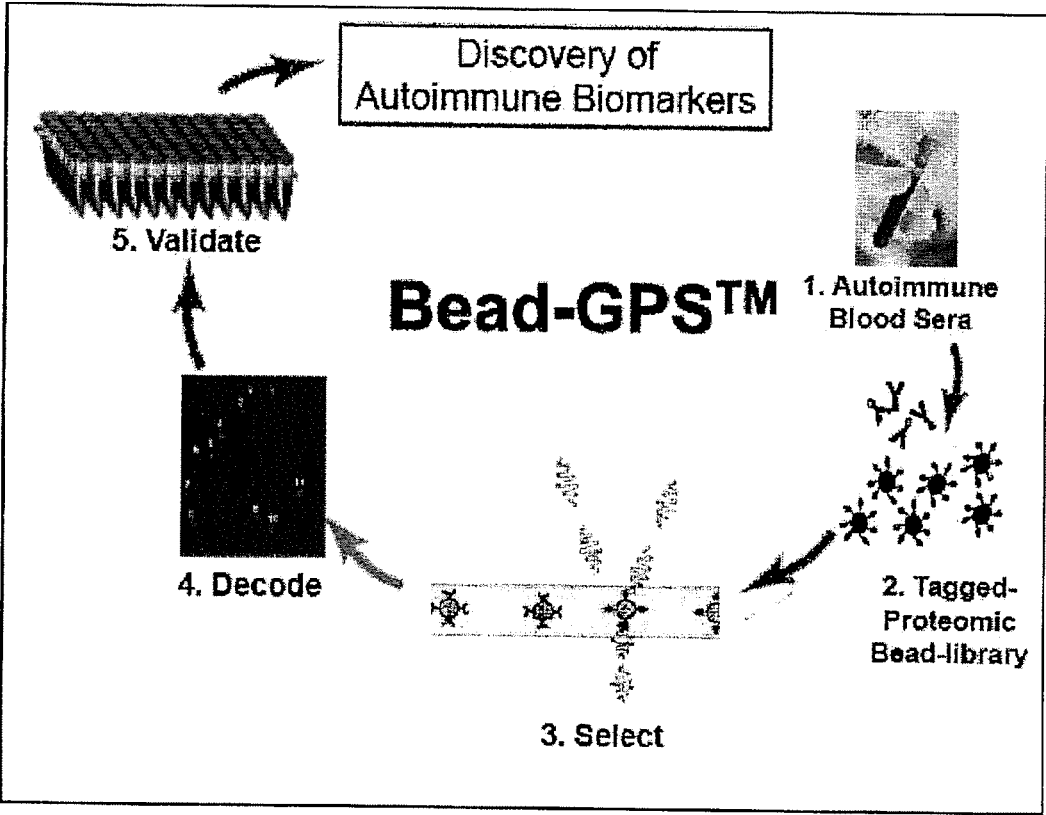 Discovery of
Autoimmune Biomarkers
5. Validate
Bead-GPS™
1. Autoimmune
Blood Sera
4. Decode
2. Tagged-
Proteomic
Bead-library
3. Select